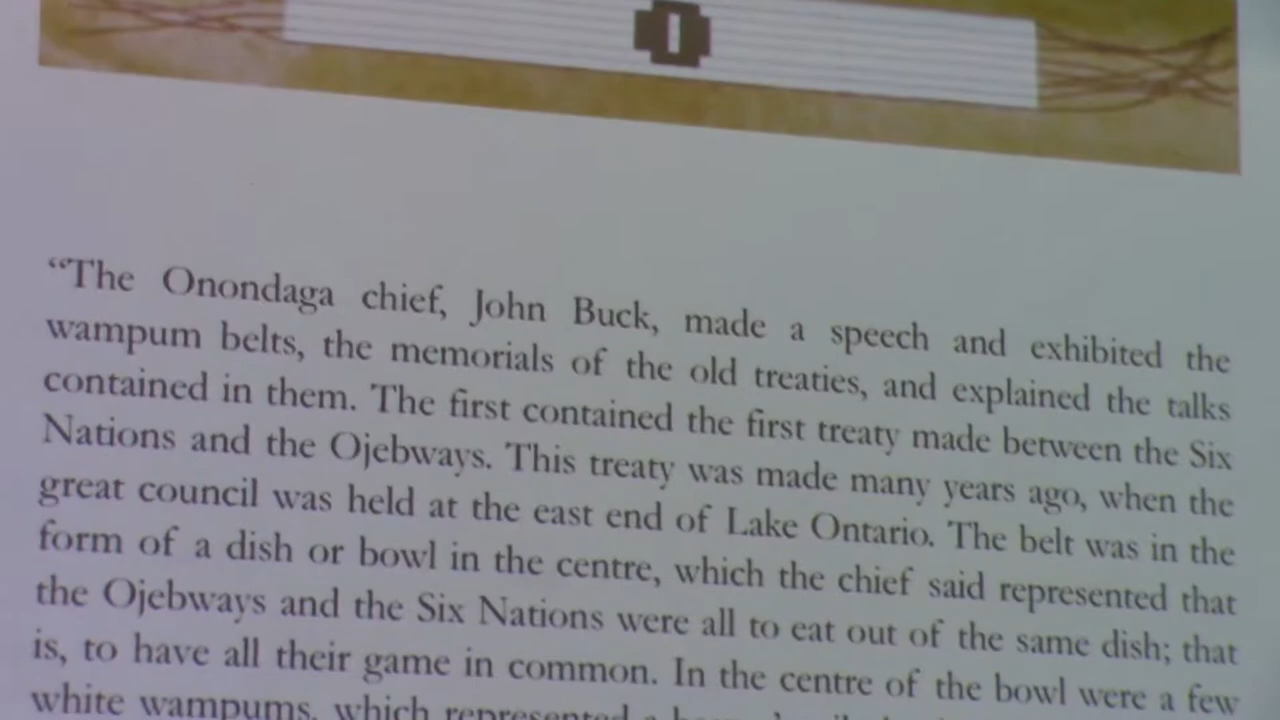 “The Onondaga chief, John Buck, made a speech and exhibited the
wampum belts, the memorials of the old treaties, and explained the talks
contained in them. The first contained the first treaty made between the Six
Nations and the Ojebways. This treaty was made many years ago, when the
great council was held at the east end of Lake Ontario. The belt was in the
form of a dish or bowl in the centre, which the chief said represented that
the Ojebways and the Six Nations were all to eat out of the same dish; that
is, to have all their game in common. In the centre of the bowl were a few
white wampums, which represented a